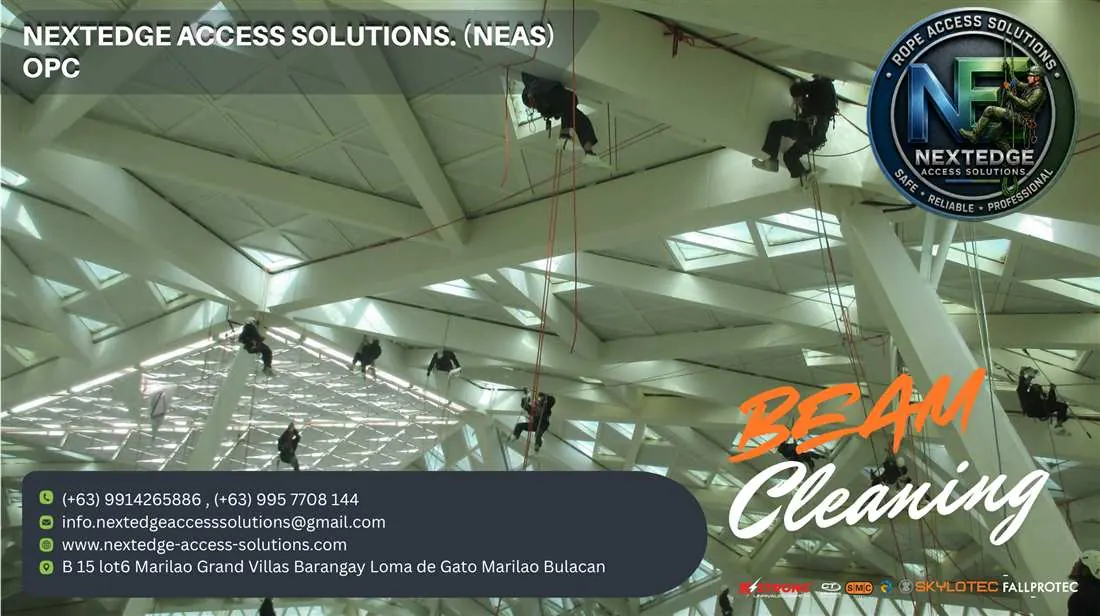 NEXTEDGE ACCESS SOLUTIONS. (NEAS)
OPC
ROPE ACCESS SOLUTIONS
NE
NEXTEDGE
ACCESS SOLUTIONS
SAFE • RELIABLE • PROFESSIONAL
BEAM
Cleaning
(+63) 9914265886 , (+63) 995 7708 144
info.nextedgeaccesssolutions@gmail.com
www.nextedge-access-solutions.com
B 15 lot6 Marilao Grand Villas Barangay Loma de Gato Marilao Bulacan
SMC SKYLOTEC FALLPROTEC